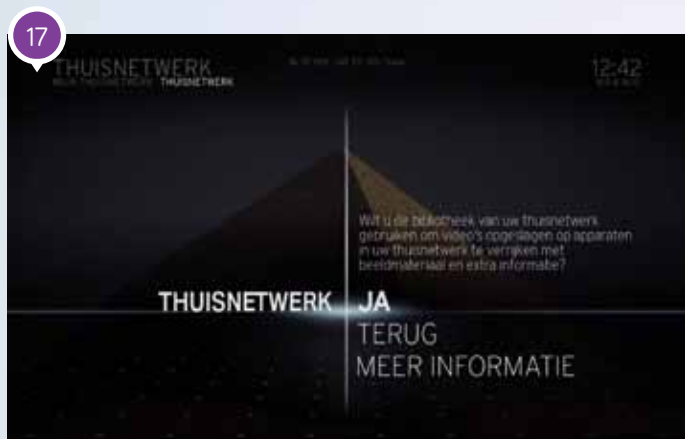 17
THUISNETWERK
12:42
THUISNETWERK
Wilt u de bibliotheek van uw thuisnetwerk
gebruiken om video's opgeslagen op apparaten
in uw thuisnetwerk te verrijken met
beeldmateriaal en extra informatie?
THUISNETWERK
JA
TERUG
MEER INFORMATIE